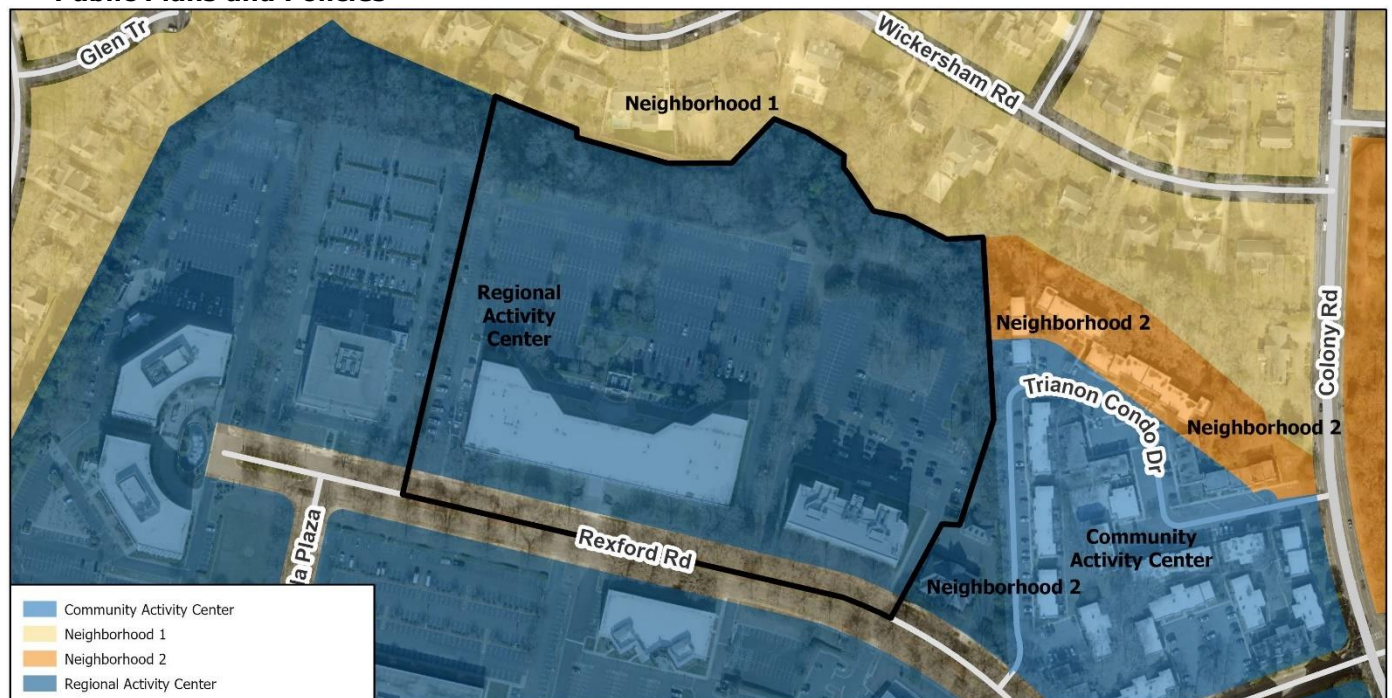 Public Plans and Policies
Glen Tr
Wickersham Rd
Neighborhood 1
Regional
Activity
Center
Neighborhood 2
Trianon Condo Dr
Colony Rd
Neighborhood 2
Rexford Rd
la Plaza
Community
Activity Center
Neighborhood 2
Community Activity Center
Neighborhood 1
Neighborhood 2
Regional Activity Center